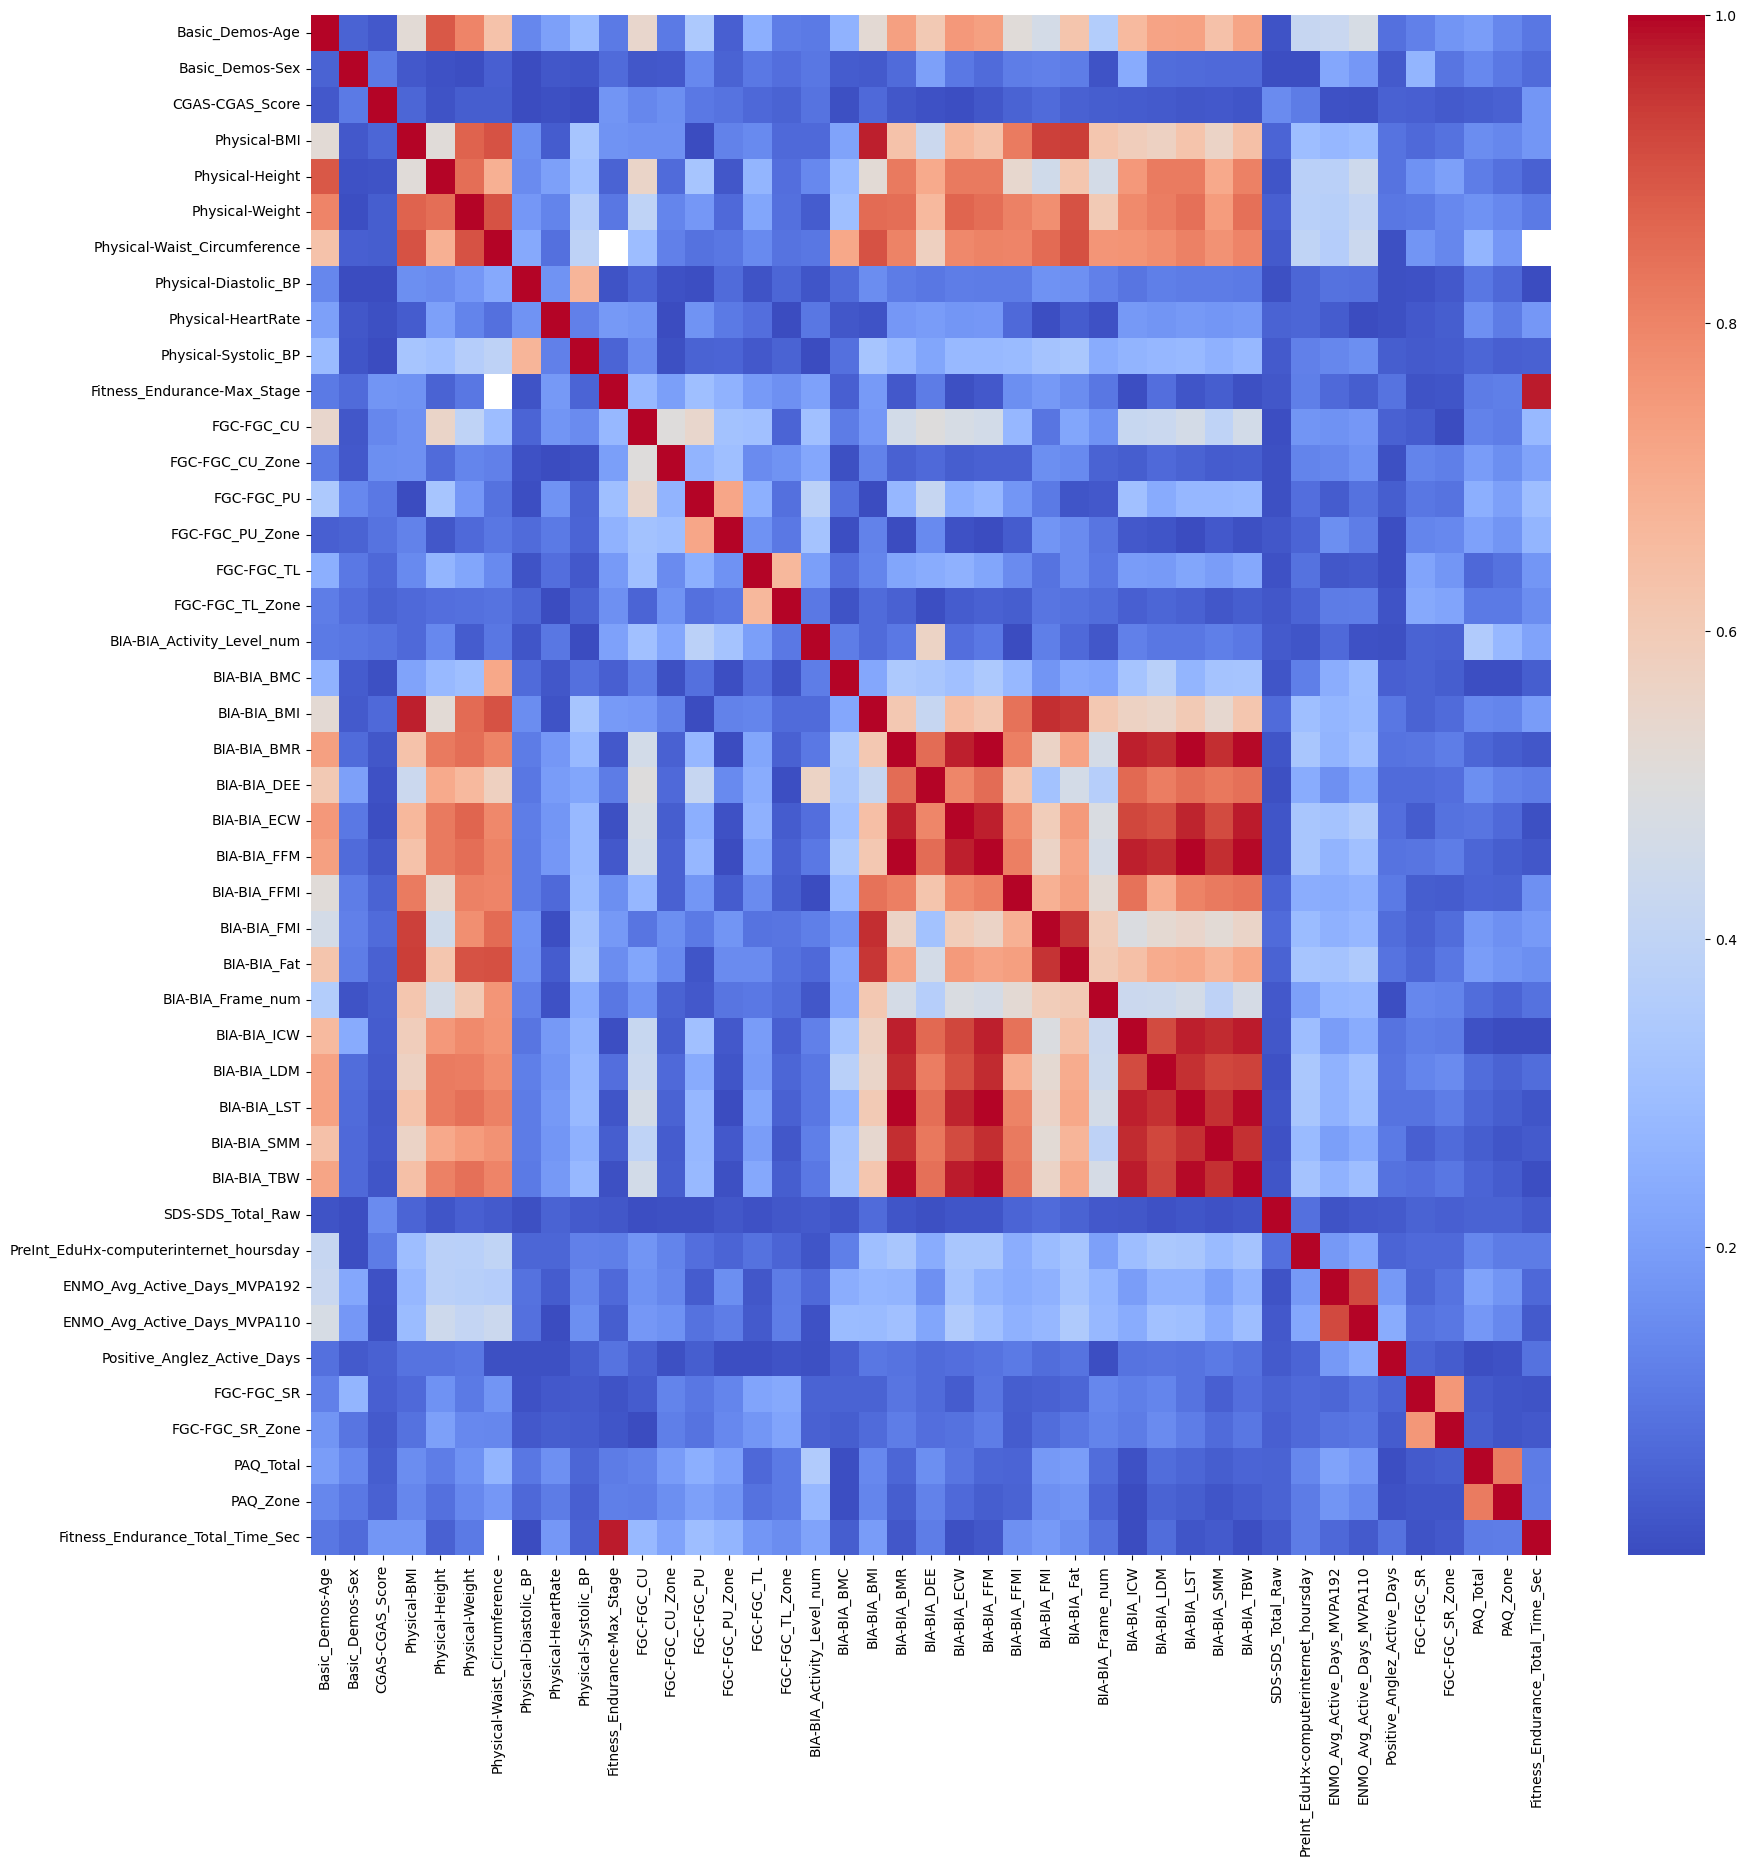 Basic_Demos-Age
Basic_Demos-Sex
CGAS-CGAS_Score
Physical-BMI
Physical-Height
Physical-Weight
Physical-Waist_Circumference
Physical-Diastolic_BP
Physical-HeartRate
Physical-Systolic_BP
Fitness_Endurance-Max_Stage
FGC-FGC_CU
FGC-FGC_CU_Zone
FGC-FGC_PU
FGC-FGC_PU_Zone
FGC-FGC_TL
FGC-FGC_TL_Zone
BIA-BIA_Activity_Level_num
BIA-BIA_BMC
BIA-BIA_BMI
BIA-BIA_BMR
BIA-BIA_DEE
BIA-BIA_ECW
BIA-BIA_FFM
BIA-BIA_FFMI
BIA-BIA_FMI
BIA-BIA_Fat
BIA-BIA_Frame_num
BIA-BIA_ICW
BIA-BIA_LDM
BIA-BIA_LST
BIA-BIA_SMM
BIA-BIA_TBW
SDS-SDS_Total_Raw
PreInt_EduHx-computerinternet_hoursday
ENMO_Avg_Active_Days_MVPA192
ENMO_Avg_Active_Days_MVPA110
Positive_Anglez_Active_Days
FGC-FGC_SR
FGC-FGC_SR_Zone
PAQ_Total
PAQ_Zone
Fitness_Endurance_Total_Time_Sec
Basic_Demos-Age
Basic_Demos-Sex
CGAS-CGAS_Score
Physical-BMI
Physical-Height
Physical-Weight
Physical-Waist_Circumference
Physical-Diastolic_BP
Physical-HeartRate
Physical-Systolic_BP
Fitness_Endurance-Max_Stage
FGC-FGC_CU
FGC-FGC_CU_Zone
FGC-FGC_PU
FGC-FGC_PU_Zone
FGC-FGC_TL
FGC-FGC_TL_Zone
BIA-BIA_Activity_Level_num
BIA-BIA_BMC
BIA-BIA_BMI
BIA-BIA_BMR
BIA-BIA_DEE
BIA-BIA_ECW
BIA-BIA_FFM
BIA-BIA_FFMI
BIA-BIA_FMI
BIA-BIA_Fat
BIA-BIA_Frame_num
BIA-BIA_ICW
BIA-BIA_LDM
BIA-BIA_LST
BIA-BIA_SMM
BIA-BIA_TBW
SDS-SDS_Total_Raw
PreInt_EduHx-computerinternet_hoursday
ENMO_Avg_Active_Days_MVPA192
ENMO_Avg_Active_Days_MVPA110
Positive_Anglez_Active_Days
FGC-FGC_SR
FGC-FGC_SR_Zone
PAQ_Total
PAQ_Zone
Fitness_Endurance_Total_Time_Sec
1.0
0.8
0.6
0.4
0.2